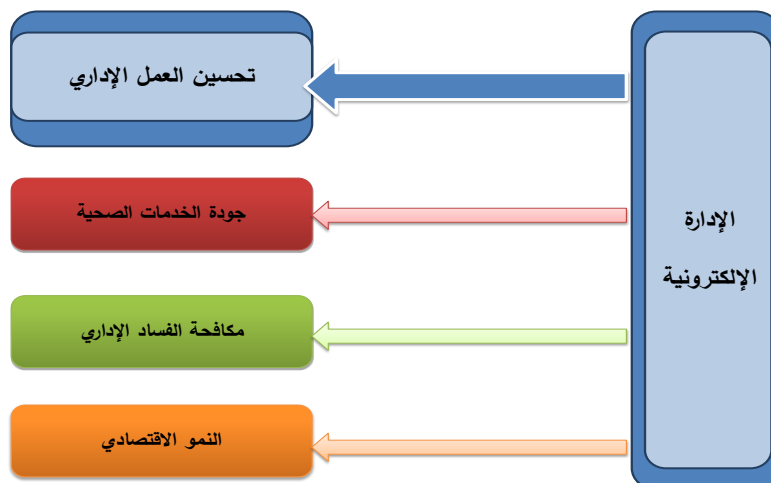 الإدارة
الإلكترونية
تحسين العمل الإداري
جودة الخدمات الصحية
مكافحة الفساد الإداري
النمو الاقتصادي